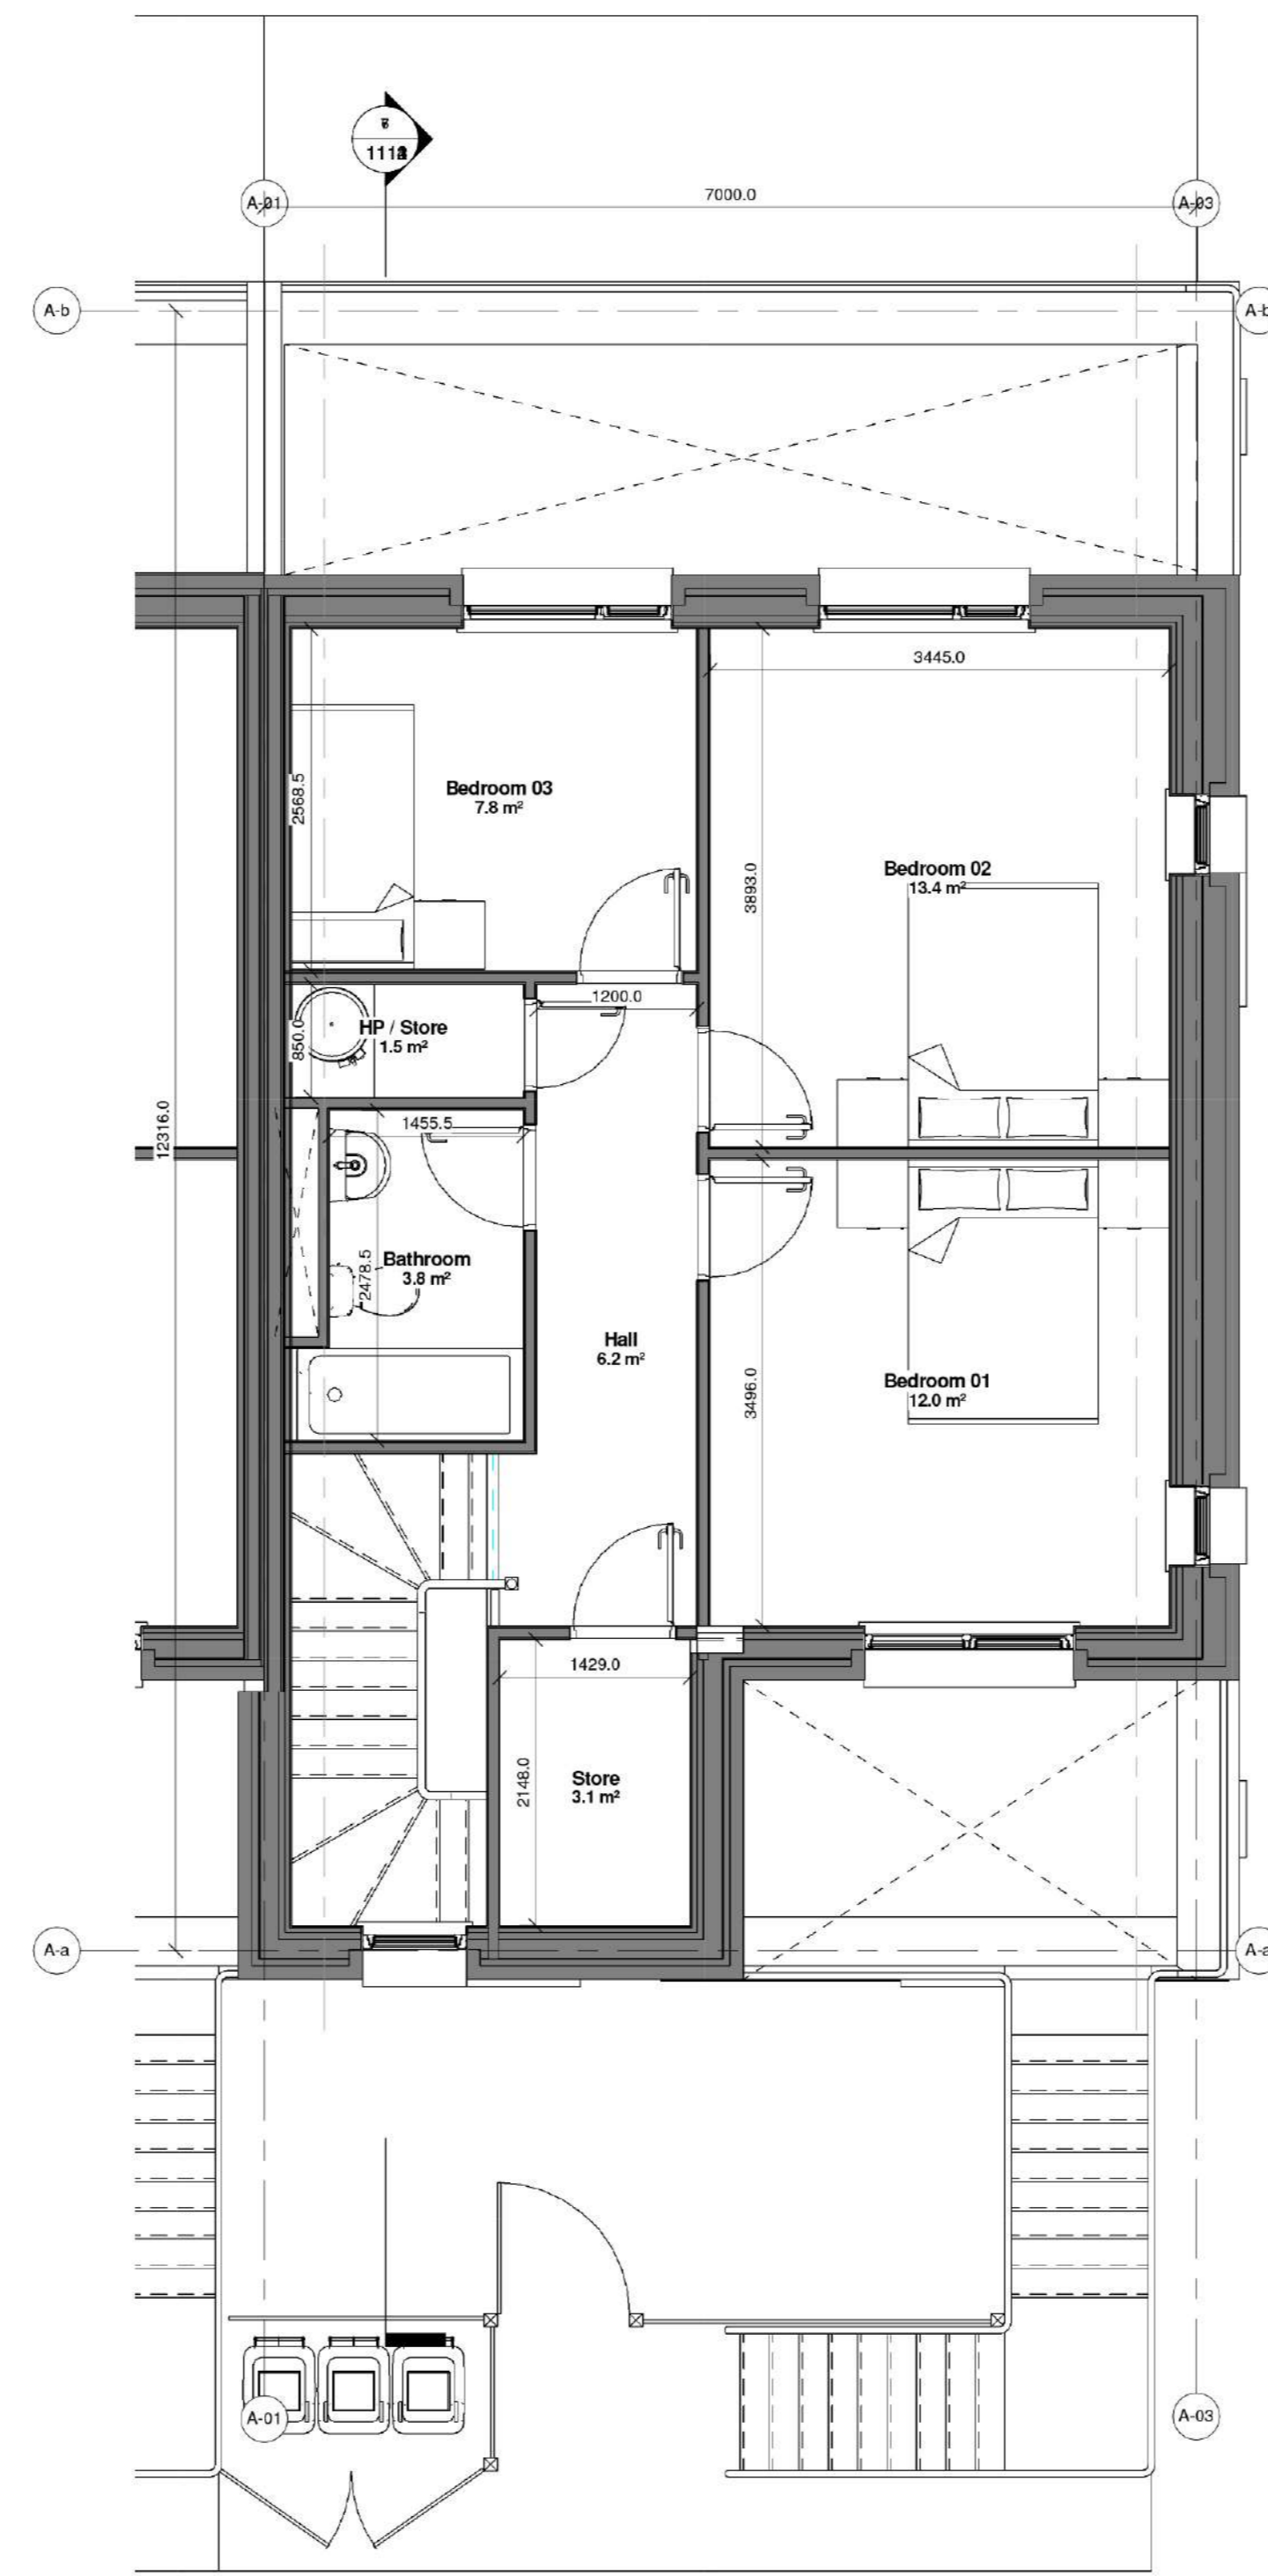 7000.0
A-01
A-03
A-b
A-b
3445.0
2568.5
Bedroom 03
7.8 m²
Bedroom 02
13.4 m²
3893.0
1200.0
850.0
HP / Store
1.5 m²
12316.0
1455.5
2478.5
Bathroom
3.8 m²
Hall
6.2 m²
3496.0
Bedroom 01
12.0 m²
1429.0
2148.0
Store
3.1 m²
A-a
A-a
A-01
A-03